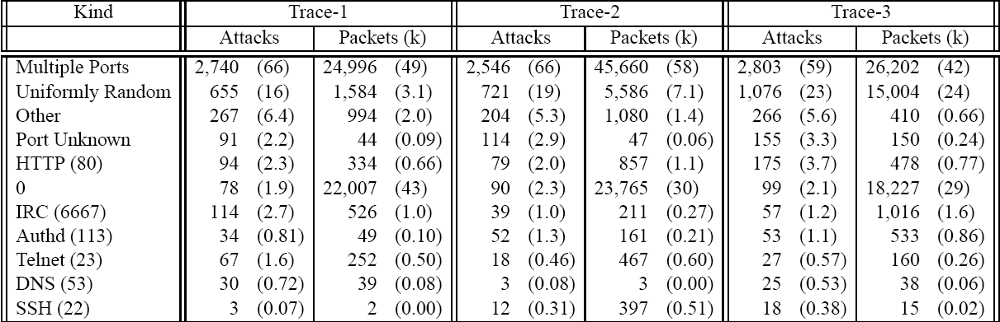 Kind Trace-1 Trace-2 Trace-3
Attacks Packets (k) Attacks Packets (k) Attacks Packets (k)
Multiple Ports 2,740 (66) 24,996 (49) 2,546 (66) 45,660 (58) 2,803 (59) 26,202 (42)
Uniformly Random 655 (16) 1,584 (3.1) 721 (19) 5,586 (7.1) 1,076 (23) 15,004 (24)
Other 267 (6.4) 994 (2.0) 204 (5.3) 1,080 (1.4) 266 (5.6) 410 (0.66)
Port Unknown 91 (2.2) 44 (0.09) 114 (2.9) 47 (0.06) 155 (3.3) 150 (0.24)
HTTP (80) 94 (2.3) 334 (0.66) 79 (2.0) 857 (1.1) 175 (3.7) 478 (0.77)
0 78 (1.9) 22,007 (43) 90 (2.3) 23,765 (30) 99 (2.1) 18,227 (29)
IRC (6667) 114 (2.7) 526 (1.0) 39 (1.0) 211 (0.27) 57 (1.2) 1,016 (1.6)
Authd (113) 34 (0.81) 49 (0.10) 52 (1.3) 161 (0.21) 53 (1.1) 533 (0.86)
Telnet (23) 67 (1.6) 252 (0.50) 18 (0.46) 467 (0.60) 27 (0.57) 160 (0.26)
DNS (53) 30 (0.72) 39 (0.08) 3 (0.08) 3 (0.00) 25 (0.53) 38 (0.06)
SSH (22) 3 (0.07) 2 (0.00) 12 (0.31) 397 (0.51) 18 (0.38) 15 (0.02)